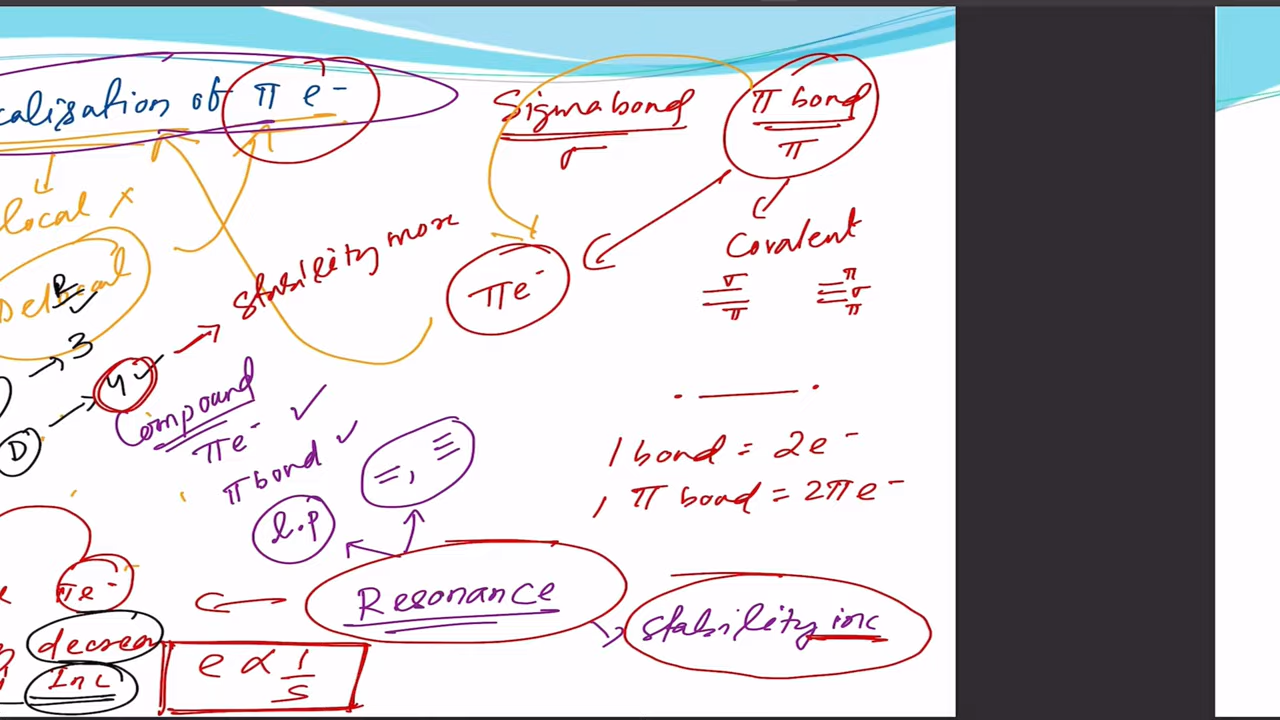 calisation of π e-
Sigma bond
σ
π bond
π
local x
Delocal
R
stability more
πe-
Covalent
σ
π
π
σ
π
3
4
D
Compound
πe-
π bond
l.p
=, ≡
1 bond = 2e-
1 π bond = 2πe-
Resonance
stability inc
πe-
decrea
Inc
e ∝ 1/s